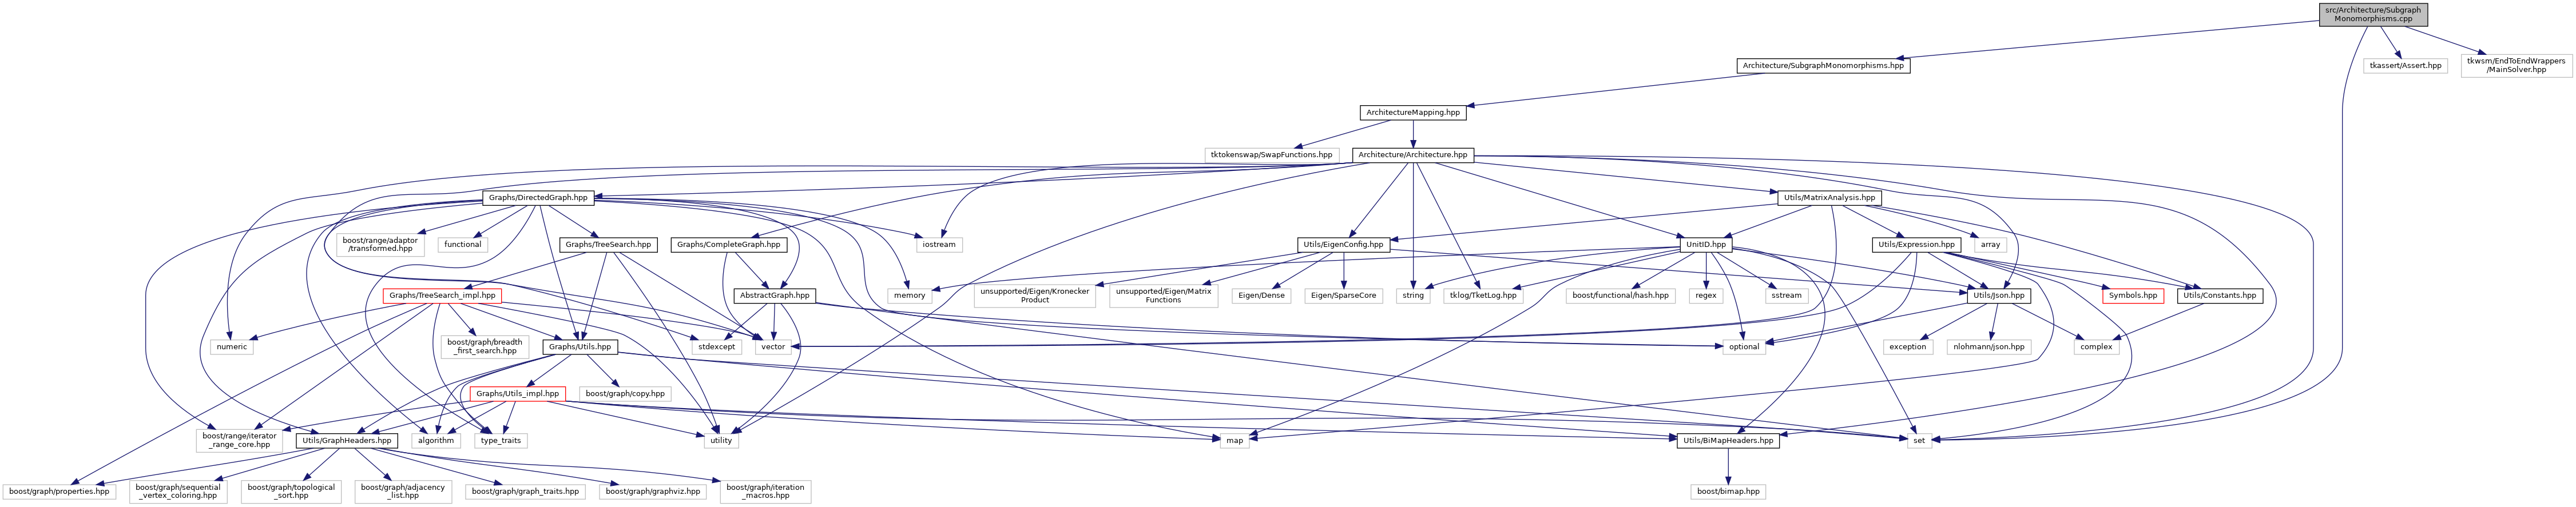 src/Architecture/Subgraph
Monomorphisms.cpp
Architecture/SubgraphMonomorphisms.hpp
tkassert/Assert.hpp
tkwsm/EndToEndWrappers
/MainSolver.hpp
ArchitectureMapping.hpp
tktokenswap/SwapFunctions.hpp
Architecture/Architecture.hpp
Graphs/DirectedGraph.hpp
Utils/MatrixAnalysis.hpp
boost/range/adaptor
/transformed.hpp
functional
Graphs/TreeSearch.hpp
Graphs/CompleteGraph.hpp
iostream
Utils/EigenConfig.hpp
UnitID.hpp
Utils/Expression.hpp
array
Graphs/TreeSearch_impl.hpp
AbstractGraph.hpp
memory
unsupported/Eigen/Kronecker
Product
unsupported/Eigen/Matrix
Functions
Eigen/Dense
Eigen/SparseCore
string
tklog/TketLog.hpp
boost/functional/hash.hpp
regex
sstream
Utils/Json.hpp
Symbols.hpp
Utils/Constants.hpp
numeric
boost/graph/breadth
_first_search.hpp
Graphs/Utils.hpp
stdexcept
vector
optional
exception
nlohmann/json.hpp
complex
Graphs/Utils_impl.hpp
boost/graph/copy.hpp
boost/range/iterator
_range_core.hpp
Utils/GraphHeaders.hpp
algorithm
type_traits
utility
map
Utils/BiMapHeaders.hpp
set
boost/graph/properties.hpp
boost/graph/sequential
_vertex_coloring.hpp
boost/graph/topological
_sort.hpp
boost/graph/adjacency
_list.hpp
boost/graph/graph_traits.hpp
boost/graph/graphviz.hpp
boost/graph/iteration
_macros.hpp
boost/bimap.hpp